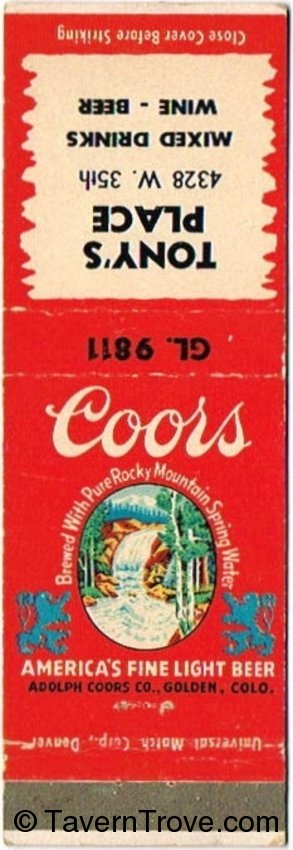 Close Cover Before Striking
TONY'S
PLACE
4328 W. 35th
MIXED DRINKS
WINE - BEER
GL. 9811
Coors
Brewed With Pure Rocky Mountain Spring Water
AMERICA'S FINE LIGHT BEER
ADOLPH COORS CO., GOLDEN, COLO.
Universal Match Corp., Denver
© TavernTrove.com